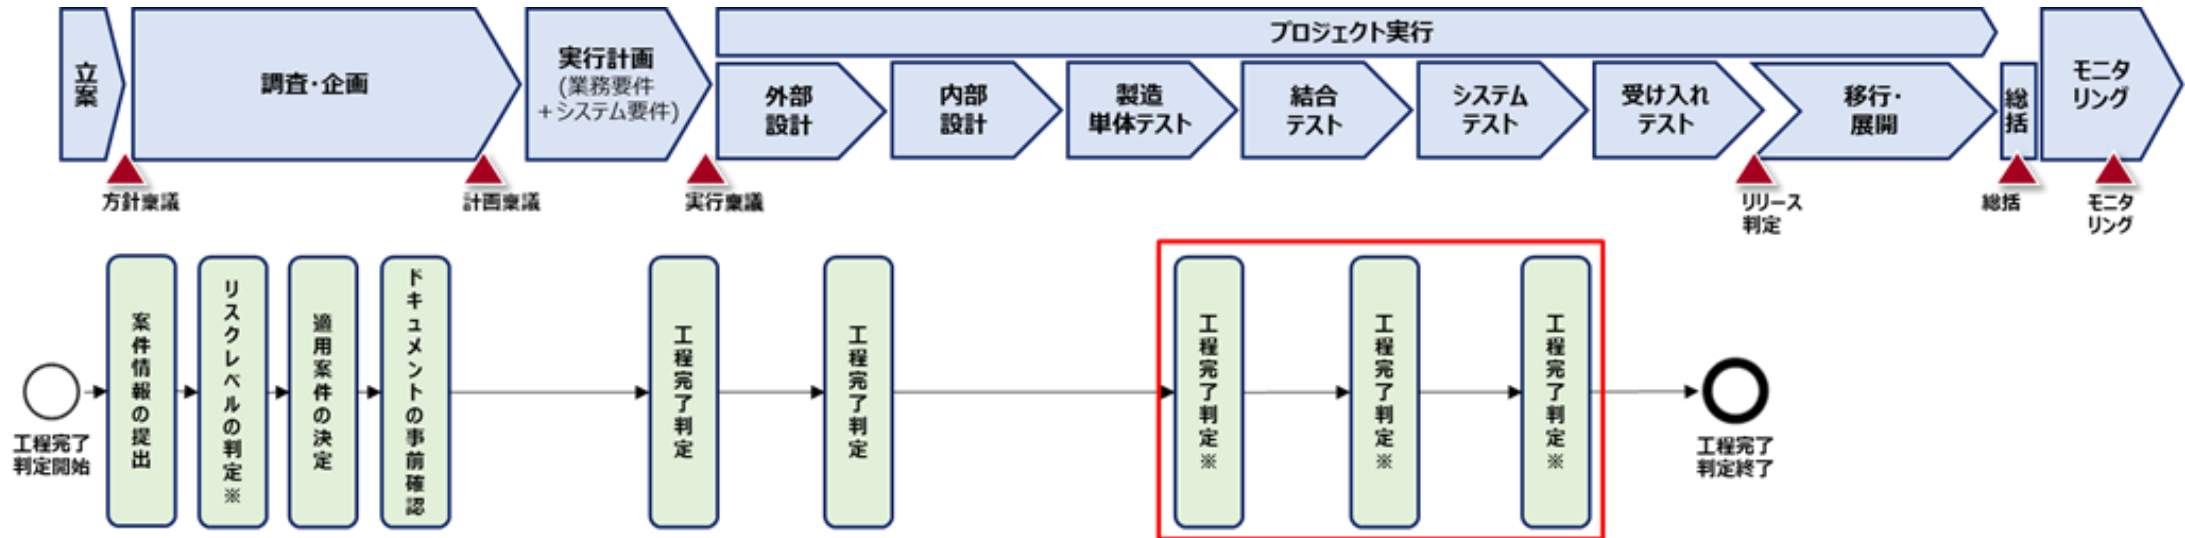 立案
調査・企画
実行計画
(業務要件
+システム要件)
プロジェクト実行
外部
設計
内部
設計
製造
単体テスト
結合
テスト
システム
テスト
受け入れ
テスト
移行・
展開
総括
モニタ
リング
方針稟議
計画稟議
実行稟議
リリース
判定
総括
モニタ
リング
工程完了
判定開始
案件情報の提出
リスクレベルの判定※
適用案件の決定
ドキュメントの事前確認
工程完了判定
工程完了判定
工程完了判定※
工程完了判定※
工程完了判定※
工程完了
判定終了